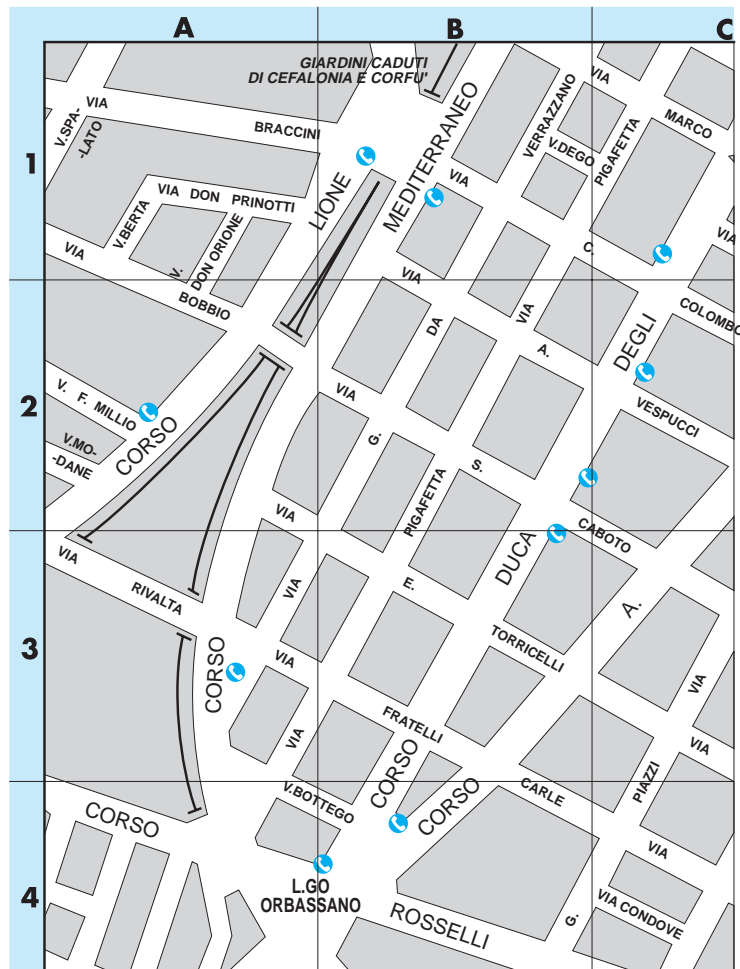 A
B
C
1
2
3
4
GIARDINI CADUTI
DI CEFALONIA E CORFU'
VIA
BRACCINI
V.SPA-
-LATO
VIA DON PRINOTTI
V.BERTA
V.
DON ORIONE
VIA
BOBBIO
LIONE
MEDITERRANEO
VIA
VERRAZZANO
V.DEGO
PIGAFETTA
VIA
MARCO
VIA
C.
COLOMBO
VIA
DA
VIA
A.
DEGLI
VESPUCCI
V. F. MILLIO
V.MO-
-DANE
CORSO
VIA
G.
S.
PIGAFETTA
CABOTO
DUCA
VIA
VIA
RIVALTA
VIA
E.
TORRICELLI
A.
CORSO
VIA
VIA
FRATELLI
CARLE
VIA
VIA
PIAZZI
CORSO
CORSO
V.BOTTEGO
CORSO
L.GO
ORBASSANO
ROSSELLI
VIA
G.
VIA CONDOVE